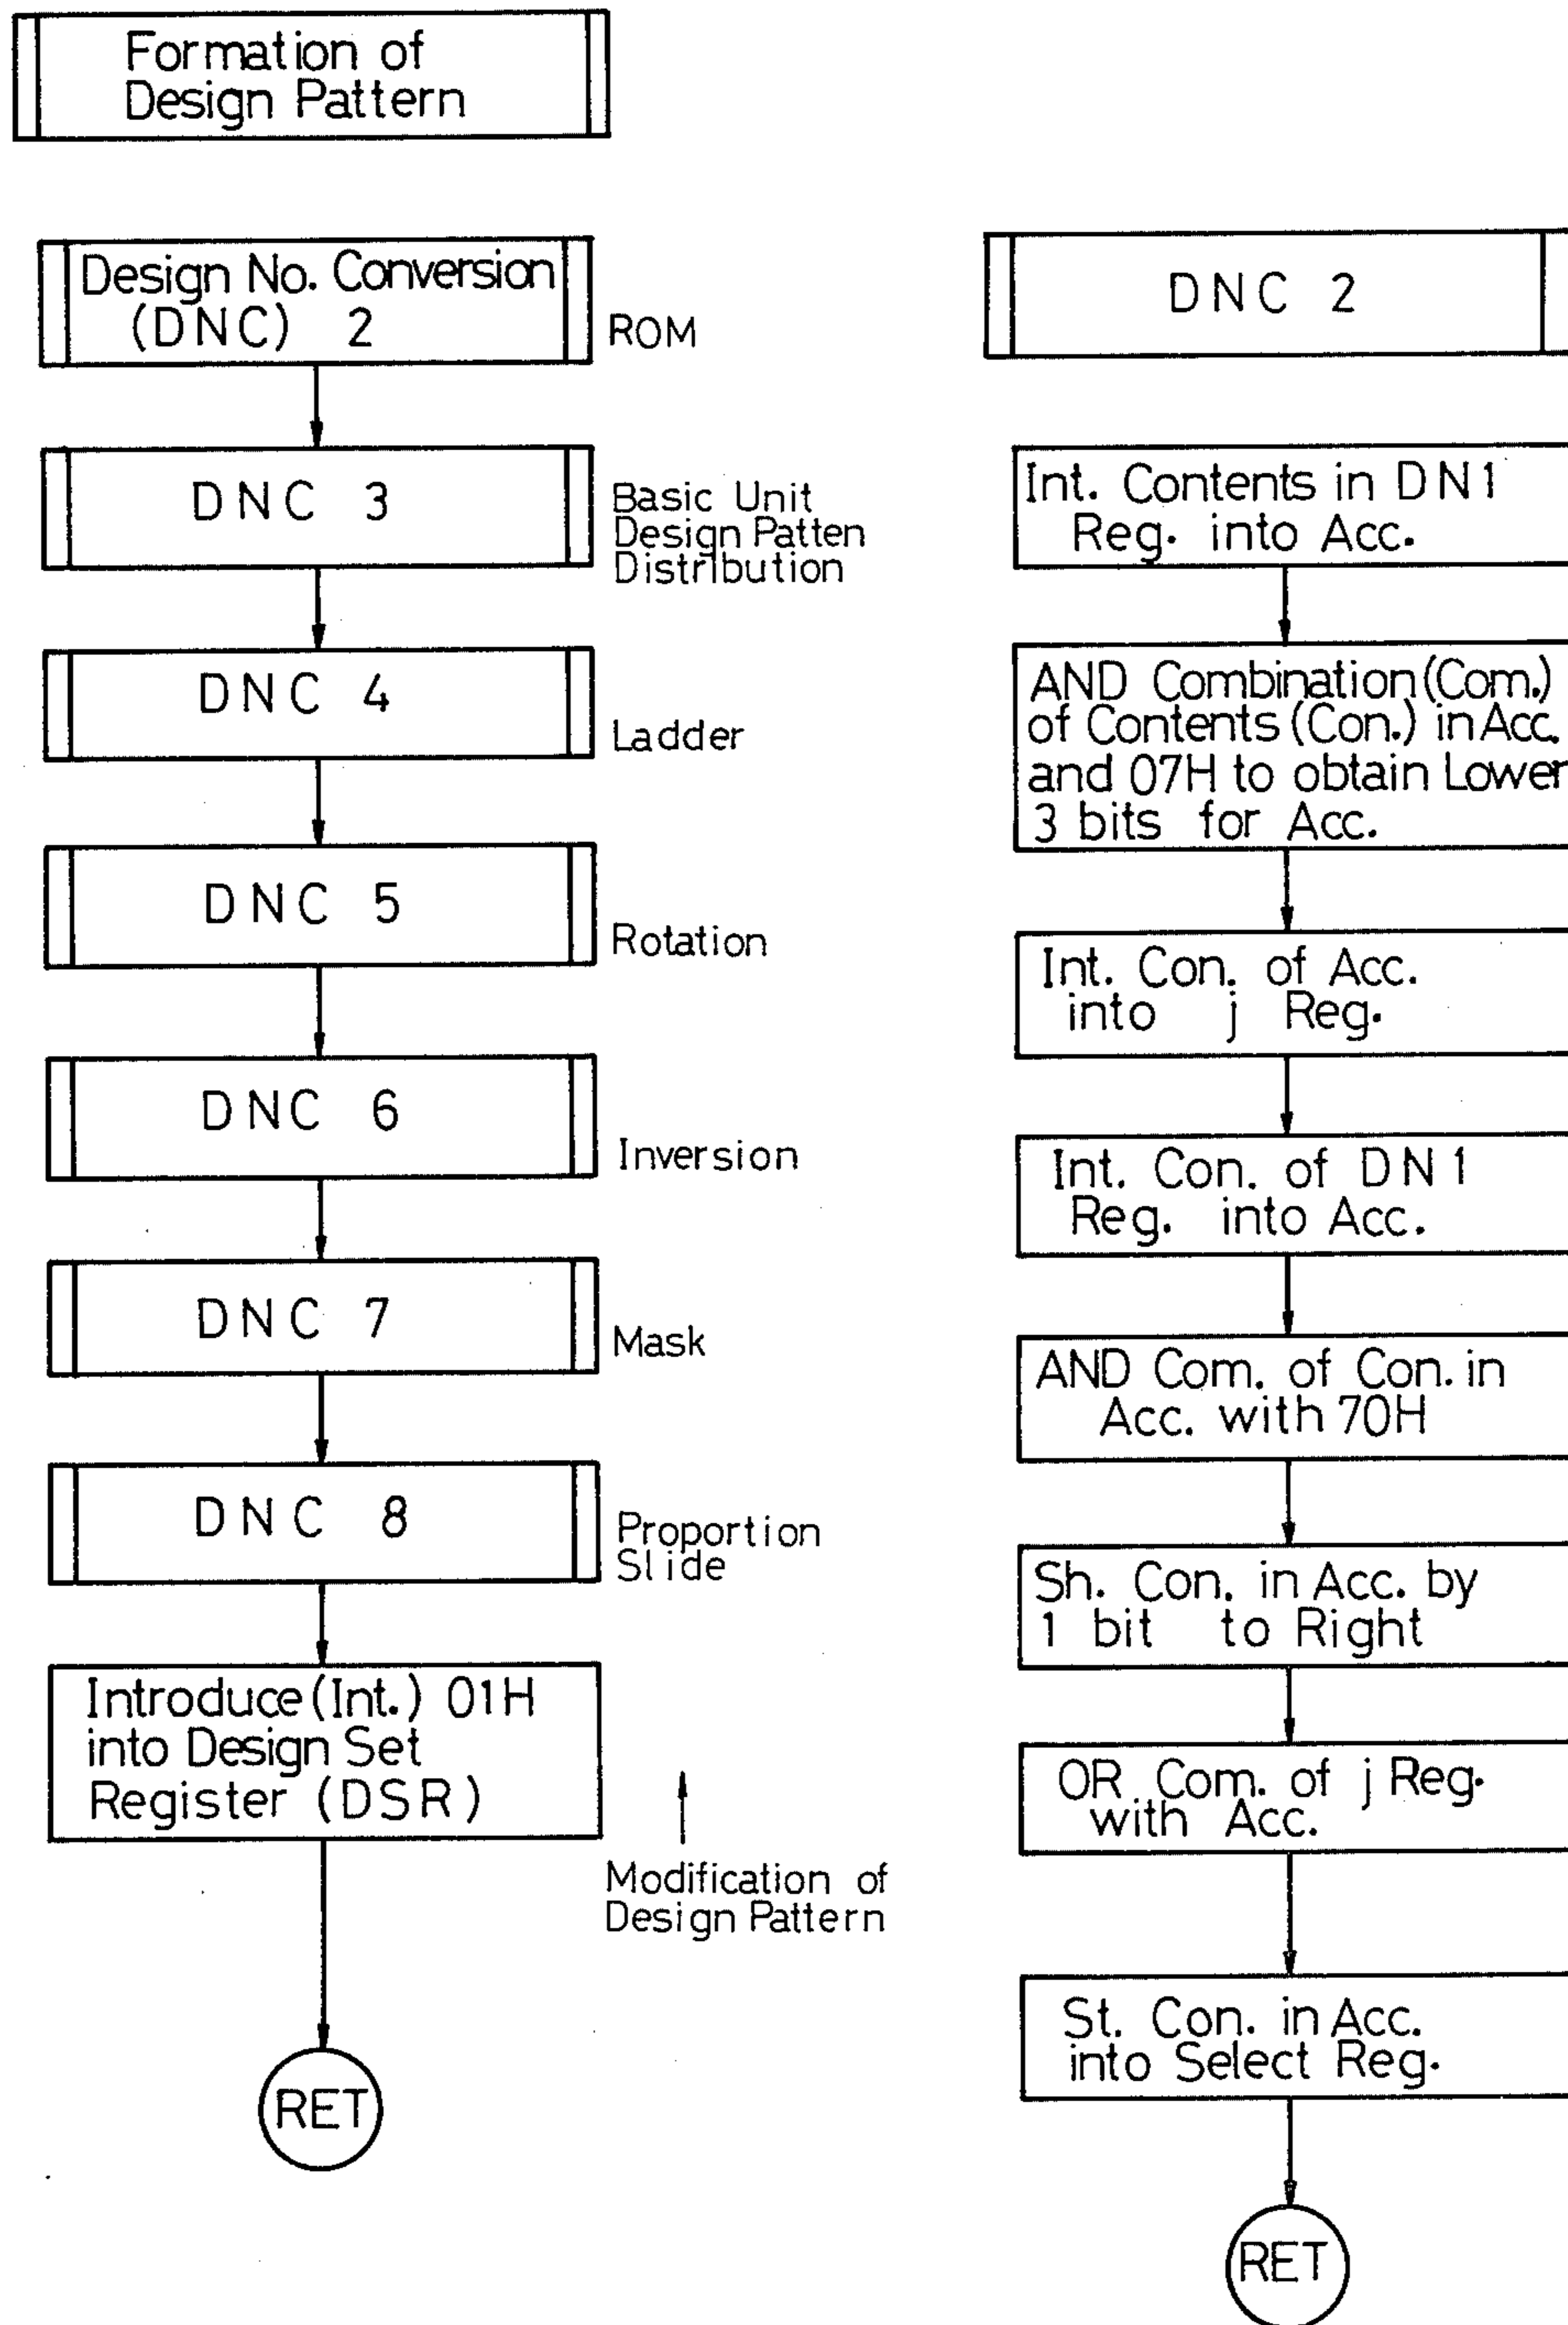 Formation of
Design Pattern
Design No. Conversion
(DNC) 2
ROM
DNC 3
Basic Unit
Design Patten
Distribution
DNC 4
Ladder
DNC 5
Rotation
DNC 6
Inversion
DNC 7
Mask
DNC 8
Proportion
Slide
Introduce (Int.) 01H
into Design Set
Register (DSR)
Modification of
Design Pattern
RET
DNC 2
Int. Contents in DN1
Reg. into Acc.
AND Combination (Com.)
of Contents (Con.) in Acc.
and 07H to obtain Lower
3 bits for Acc.
Int. Con. of Acc.
into j Reg.
Int. Con. of DN1
Reg. into Acc.
AND Com. of Con. in
Acc. with 70H
Sh. Con. in Acc. by
1 bit to Right
OR Com. of j Reg.
with Acc.
St. Con. in Acc.
into Select Reg.
RET